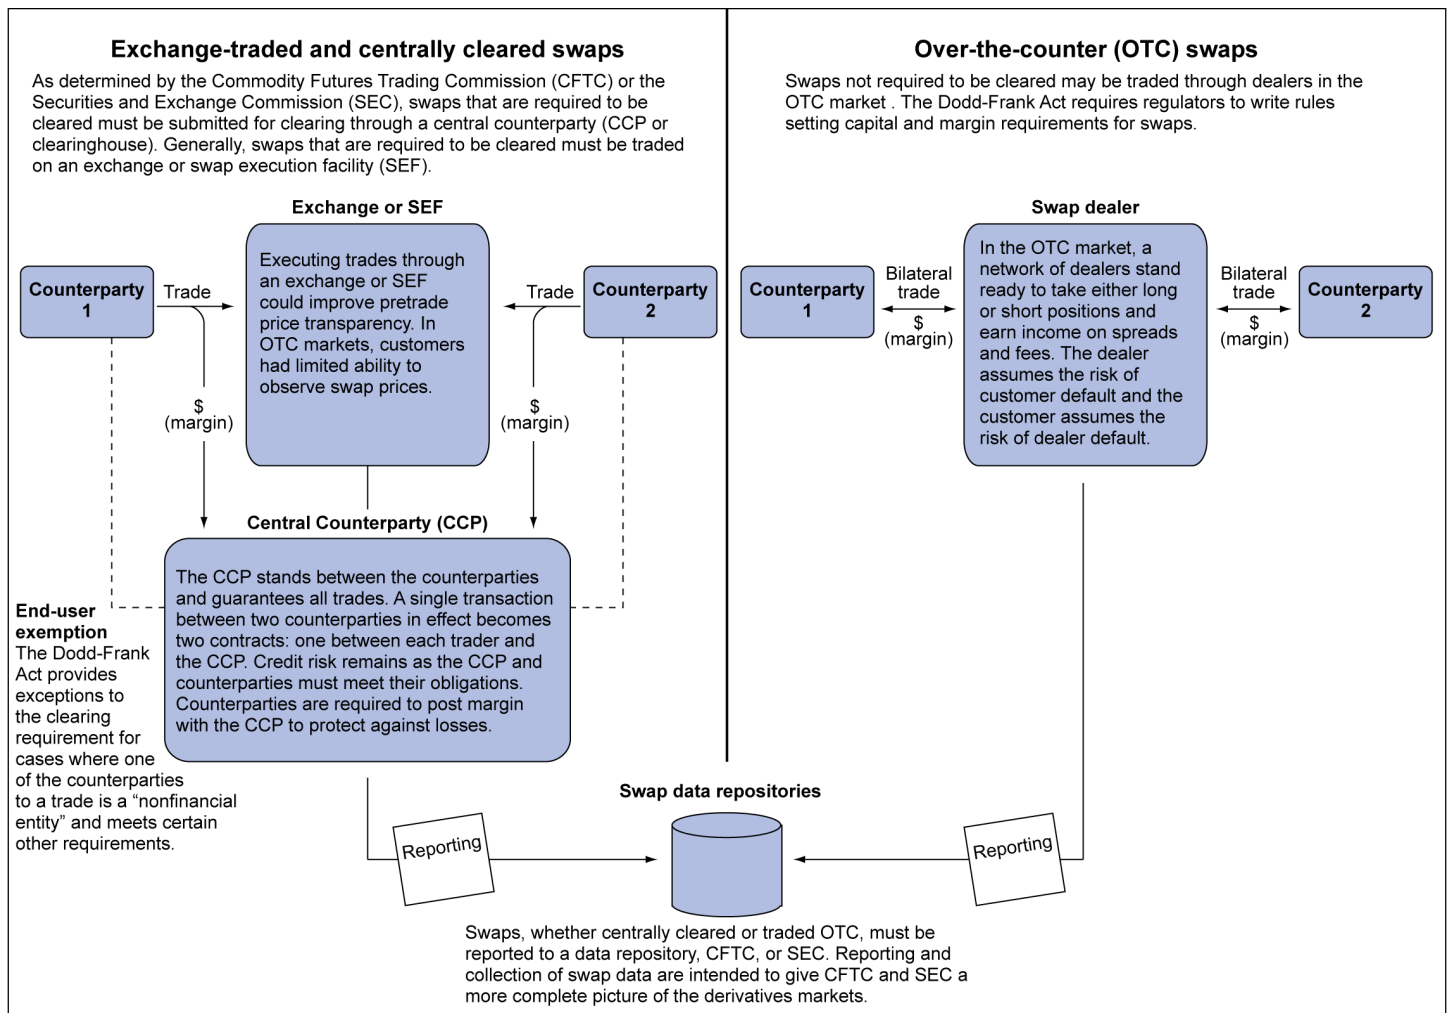 Exchange-traded and centrally cleared swaps
As determined by the Commodity Futures Trading Commission (CFTC) or the
Securities and Exchange Commission (SEC), swaps that are required to be
cleared must be submitted for clearing through a central counterparty (CCP or
clearinghouse). Generally, swaps that are required to be cleared must be traded
on an exchange or swap execution facility (SEF).
Exchange or SEF
Counterparty
1
Trade
Executing trades through
an exchange or SEF
could improve pretrade
price transparency. In
OTC markets, customers
had limited ability to
observe swap prices.
Trade
Counterparty
2
$
(margin)
$
(margin)
Central Counterparty (CCP)
The CCP stands between the counterparties
and guarantees all trades. A single transaction
between two counterparties in effect becomes
two contracts: one between each trader and
the CCP. Credit risk remains as the CCP and
counterparties must meet their obligations.
Counterparties are required to post margin
with the CCP to protect against losses.
End-user
exemption
The Dodd-Frank
Act provides
exceptions to
the clearing
requirement for
cases where one
of the counterparties
to a trade is a “nonfinancial
entity” and meets certain
other requirements.
Over-the-counter (OTC) swaps
Swaps not required to be cleared may be traded through dealers in the
OTC market . The Dodd-Frank Act requires regulators to write rules
setting capital and margin requirements for swaps.
Swap dealer
Counterparty
1
Bilateral
trade
$
(margin)
In the OTC market, a
network of dealers stand
ready to take either long
or short positions and
earn income on spreads
and fees. The dealer
assumes the risk of
customer default and the
customer assumes the
risk of dealer default.
Bilateral
trade
$
(margin)
Counterparty
2
Swap data repositories
Reporting
Reporting
Swaps, whether centrally cleared or traded OTC, must be
reported to a data repository, CFTC, or SEC. Reporting and
collection of swap data are intended to give CFTC and SEC a
more complete picture of the derivatives markets.